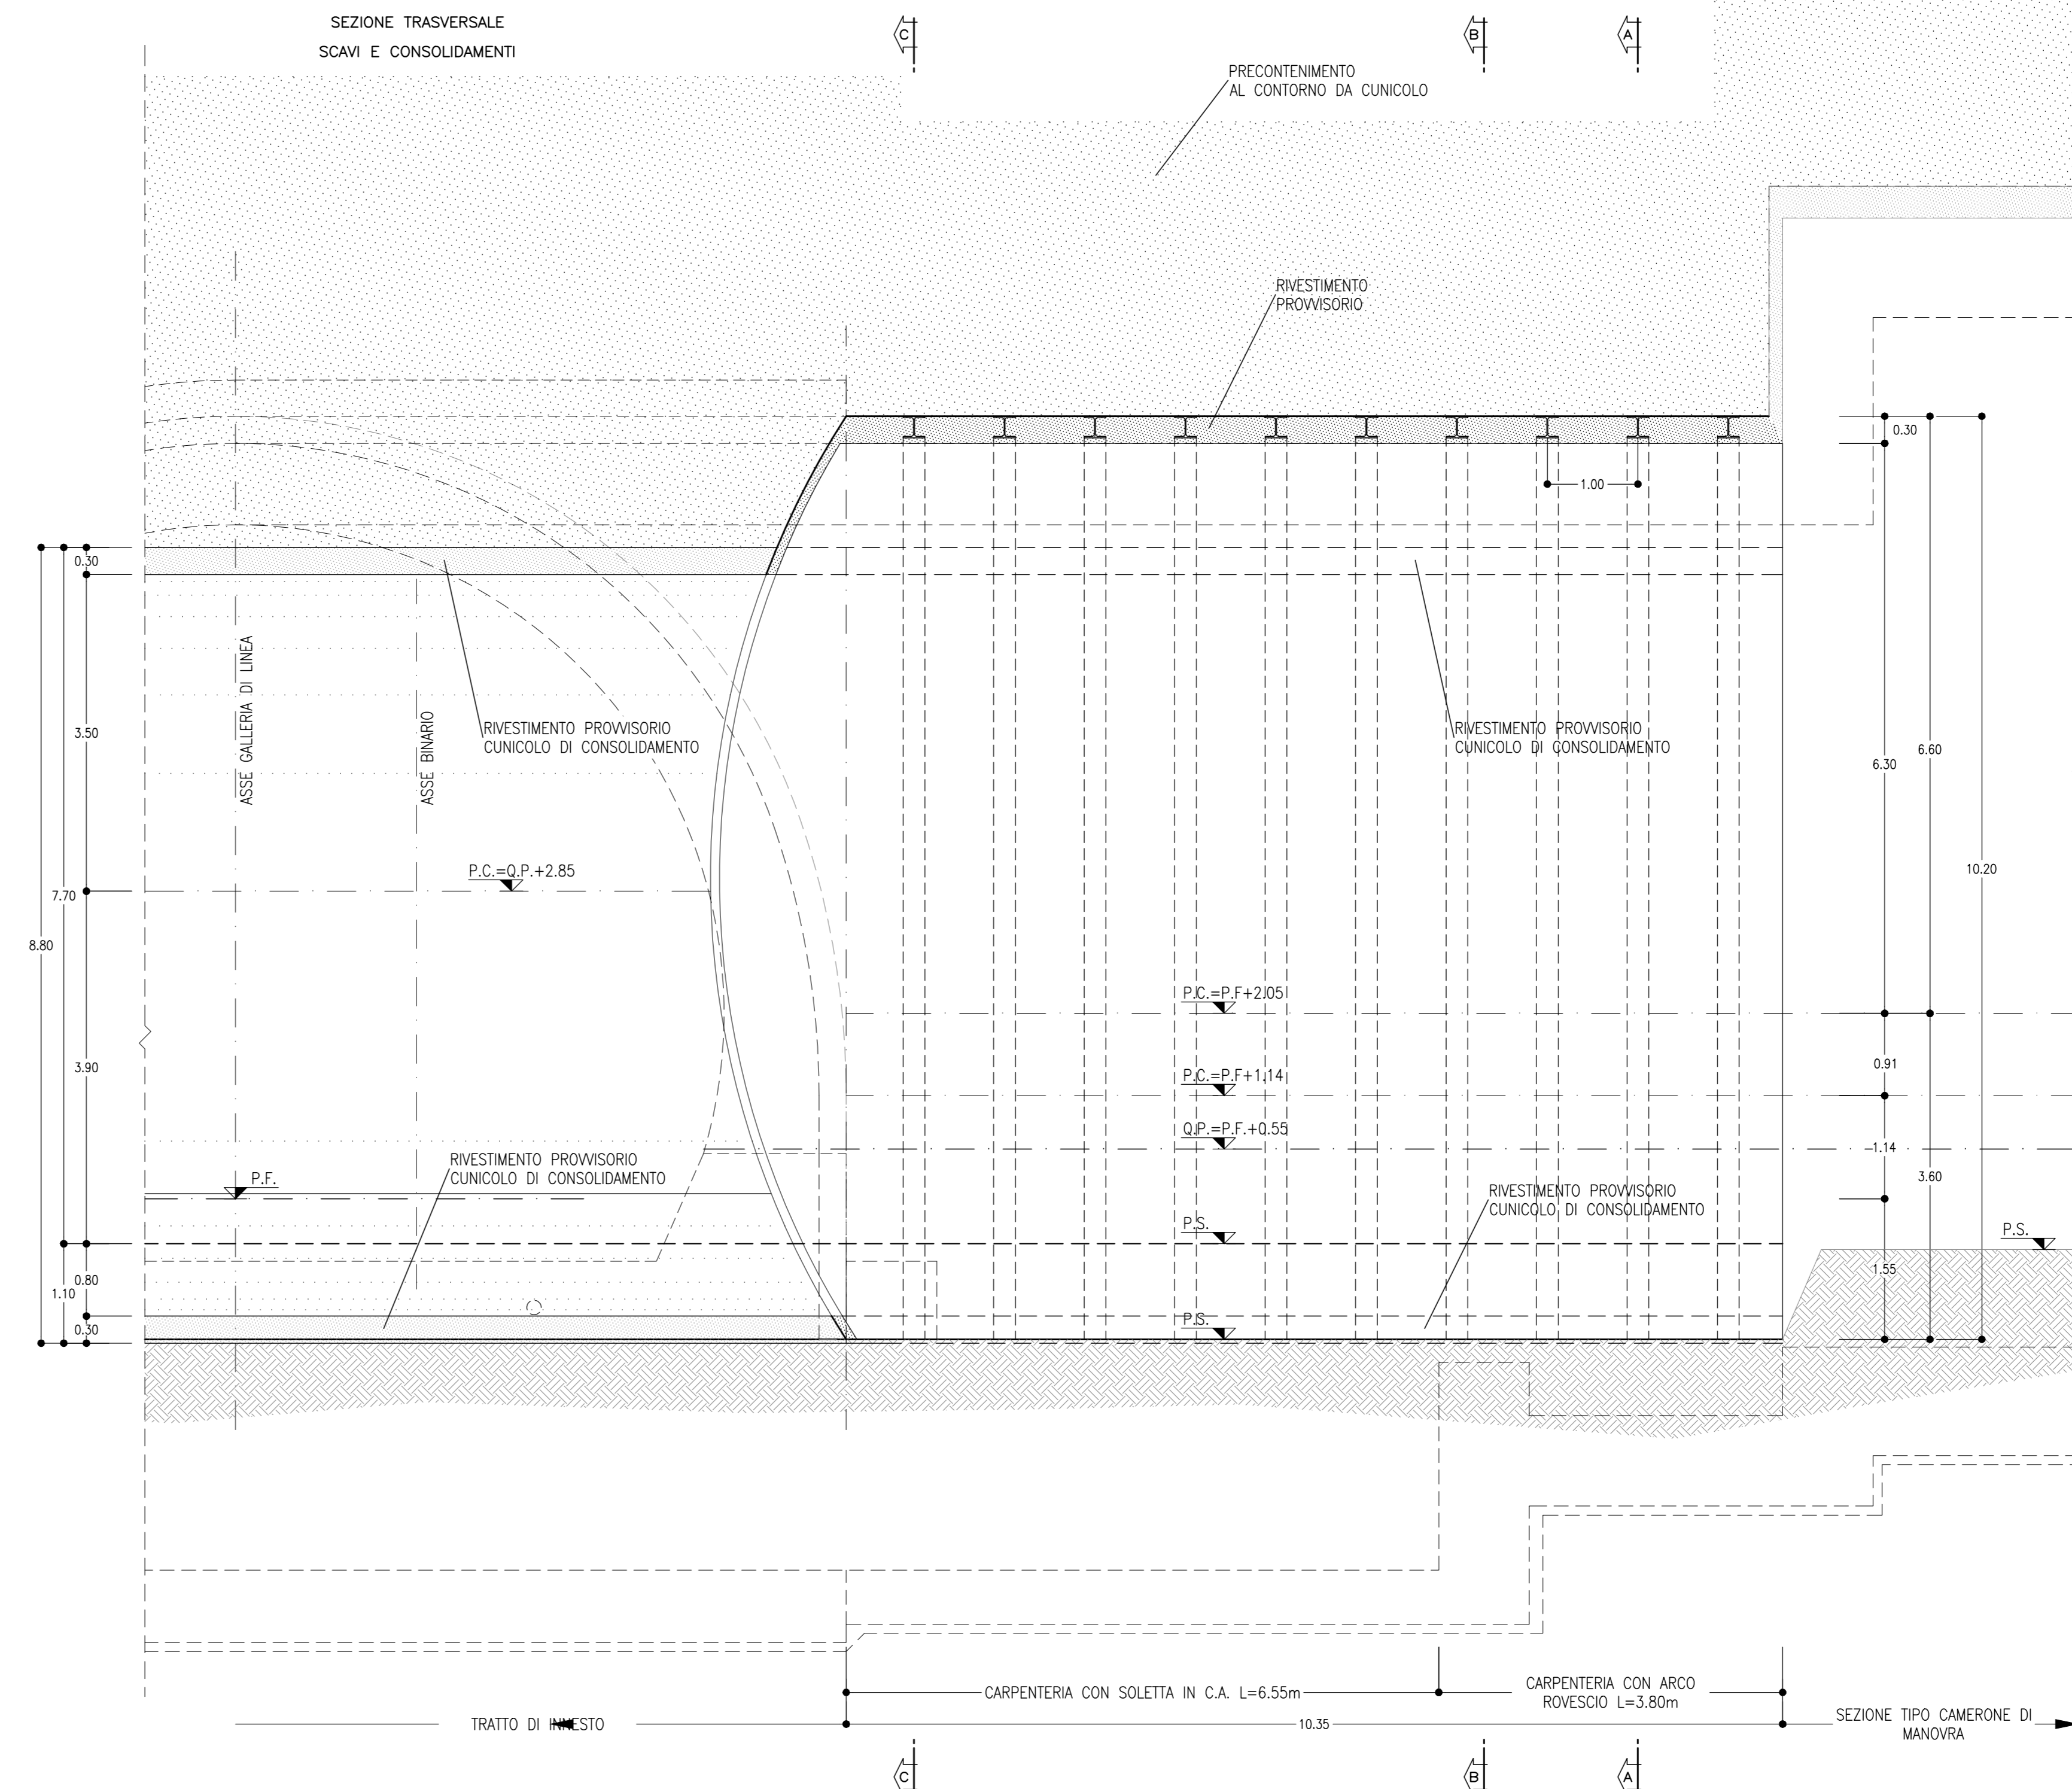 SEZIONE TRASVERSALE
SCAVI E CONSOLIDAMENTI
C
B
A
PRECONTENIMENTO
AL CONTORNO DA CUNICOLO
RIVESTIMENTO
PROVVISORIO
0.30
1.00
0.30
ASSE GALLERIA DI LINEA
ASSE BINARIO
3.50
RIVESTIMENTO PROVVISORIO
CUNICOLO DI CONSOLIDAMENTO
RIVESTIMENTO PROVVISORIO
CUNICOLO DI CONSOLIDAMENTO
6.30
6.60
10.20
P.C.=Q.P.+2.85
7.70
8.80
P.C.=P.F+2.05
3.90
0.91
P.C.=P.F+1.14
Q.P.=P.F.+0.55
1.14
RIVESTIMENTO PROVVISORIO
CUNICOLO DI CONSOLIDAMENTO
P.F.
3.60
RIVESTIMENTO PROVVISORIO
CUNICOLO DI CONSOLIDAMENTO
P.S.
P.S.
0.80
1.10
1.55
P.S.
0.30
CARPENTERIA CON SOLETTA IN C.A. L=6.55m
CARPENTERIA CON ARCO
ROVESCIO L=3.80m
TRATTO DI INNESTO
10.35
SEZIONE TIPO CAMERONE DI
MANOVRA
C
B
A